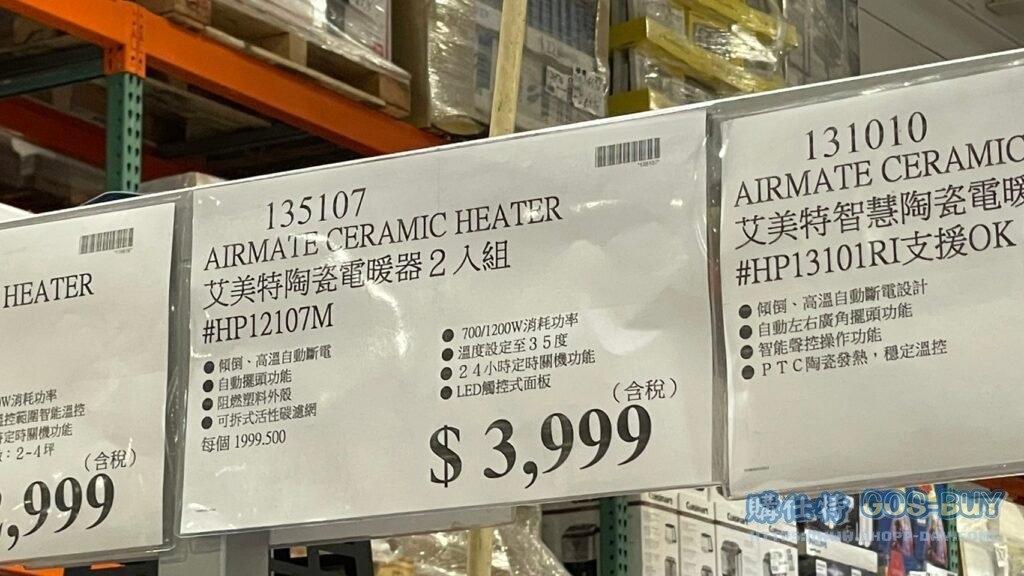 HEATER
W消耗功率
控範圍智能溫控
定時關機功能
：2-4坪
(含稅)
,999
135107
AIRMATE CERAMIC HEATER
艾美特陶瓷電暖器２入組
#HP12107M
●傾倒、高溫自動斷電
●自動擺頭功能
●阻燃塑料外殼
●可拆式活性碳濾網
每個 1999.500
●700/1200W消耗功率
●溫度設定至３５度
●２４小時定時關機功能
●LED觸控式面板
(含稅)
$ 3,999
131010
AIRMATE CERAMIC
艾美特智慧陶瓷電暖
#HP13101RI支援OK
●傾倒、高溫自動斷電設計
●自動左右廣角擺頭功能
●智能聲控操作功能
●ＰＴＣ陶瓷發熱，穩定溫控
購仕特 GOS-BUY